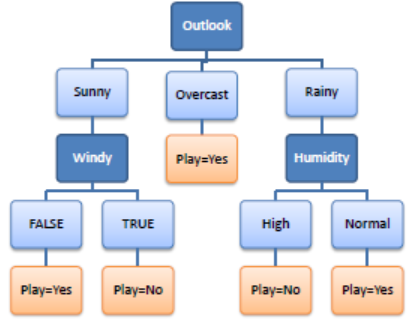 Outlook
Sunny
Overcast
Rainy
Windy
Play=Yes
Humidity
FALSE
TRUE
High
Normal
Play=Yes
Play=No
Play=No
Play=Yes